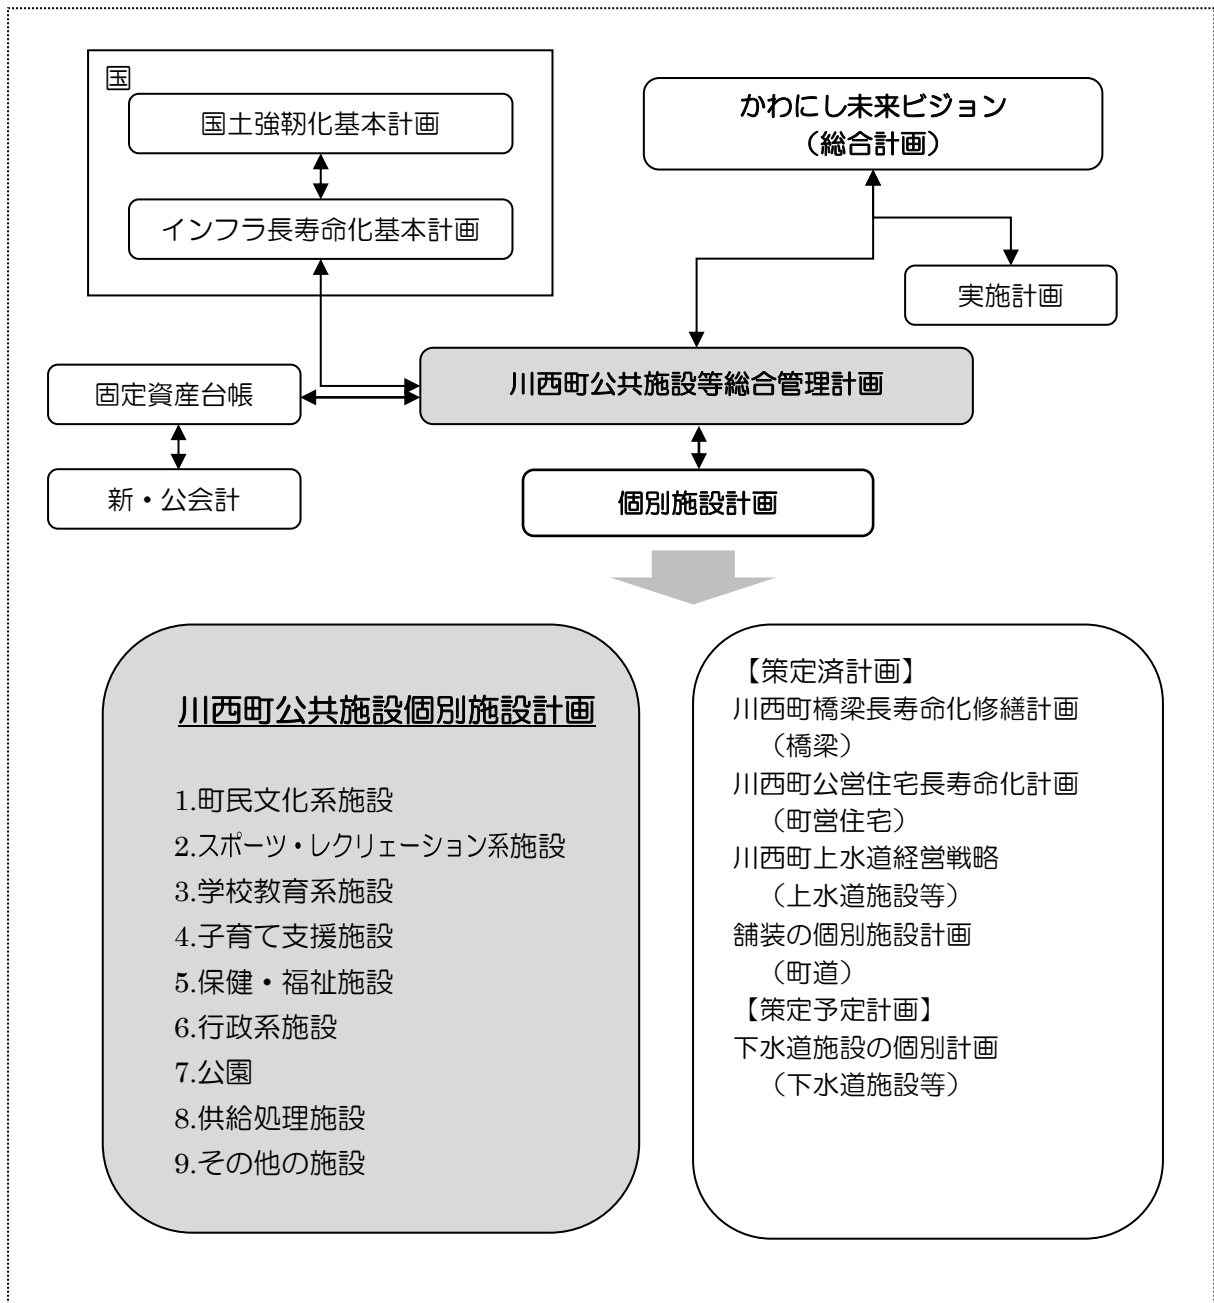 国
国土強靭化基本計画
インフラ長寿命化基本計画
かわにし未来ビジョン
（総合計画）
実施計画
川西町公共施設等総合管理計画
固定資産台帳
新・公会計
個別施設計画
川西町公共施設個別施設計画
1.町民文化系施設
2.スポーツ・レクリェーション系施設
3.学校教育系施設
4.子育て支援施設
5.保健・福祉施設
6.行政系施設
7.公園
8.供給処理施設
9.その他の施設
【策定済計画】
川西町橋梁長寿命化修繕計画
（橋梁）
川西町公営住宅長寿命化計画
（町営住宅）
川西町上水道経営戦略
（上水道施設等）
舗装の個別施設計画
（町道）
【策定予定計画】
下水道施設の個別計画
（下水道施設等）